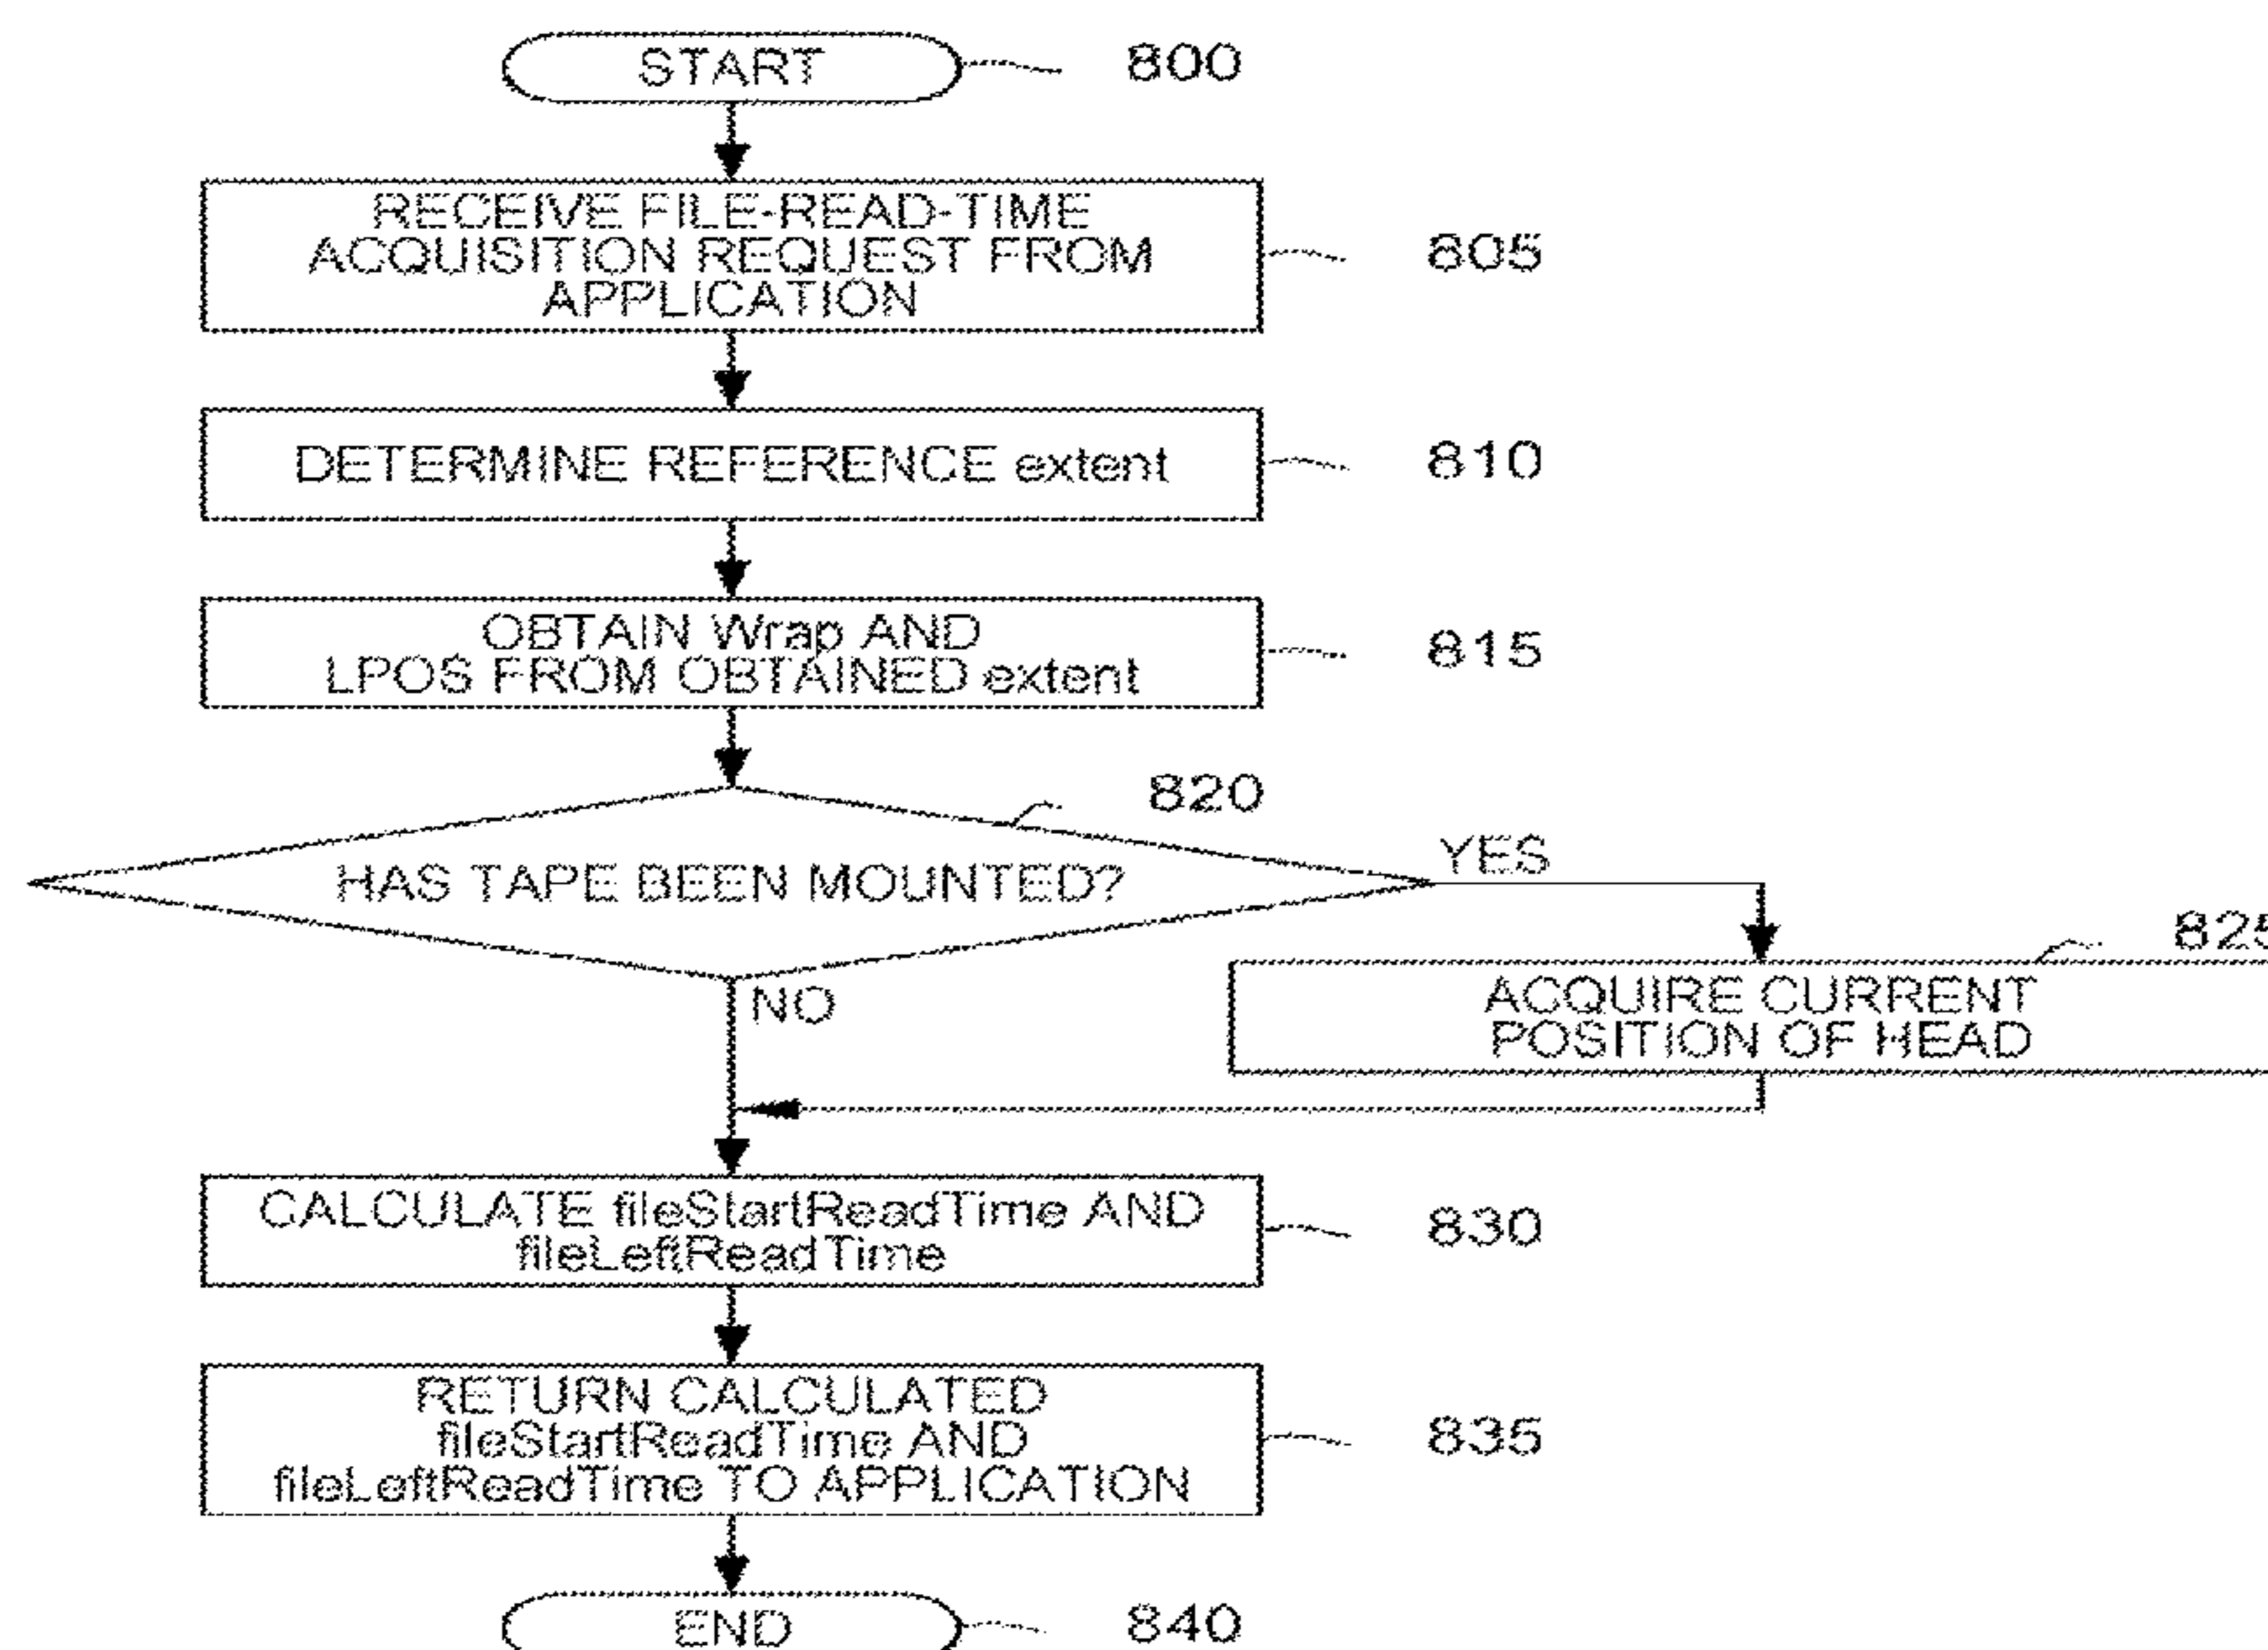 START
800
RECEIVE FILE-READ-TIME
ACQUISITION REQUEST FROM
APPLICATION
805
DETERMINE REFERENCE extent
810
OBTAIN Wrap AND
LPOS FROM OBTAINED extent
815
820
HAS TAPE BEEN MOUNTED?
YES
NO
825
ACQUIRE CURRENT
POSITION OF HEAD
CALCULATE fileStartReadTime AND
fileLeftReadTime
830
RETURN CALCULATED
fileStartReadTime AND
fileLeftReadTime TO APPLICATION
835
END
840